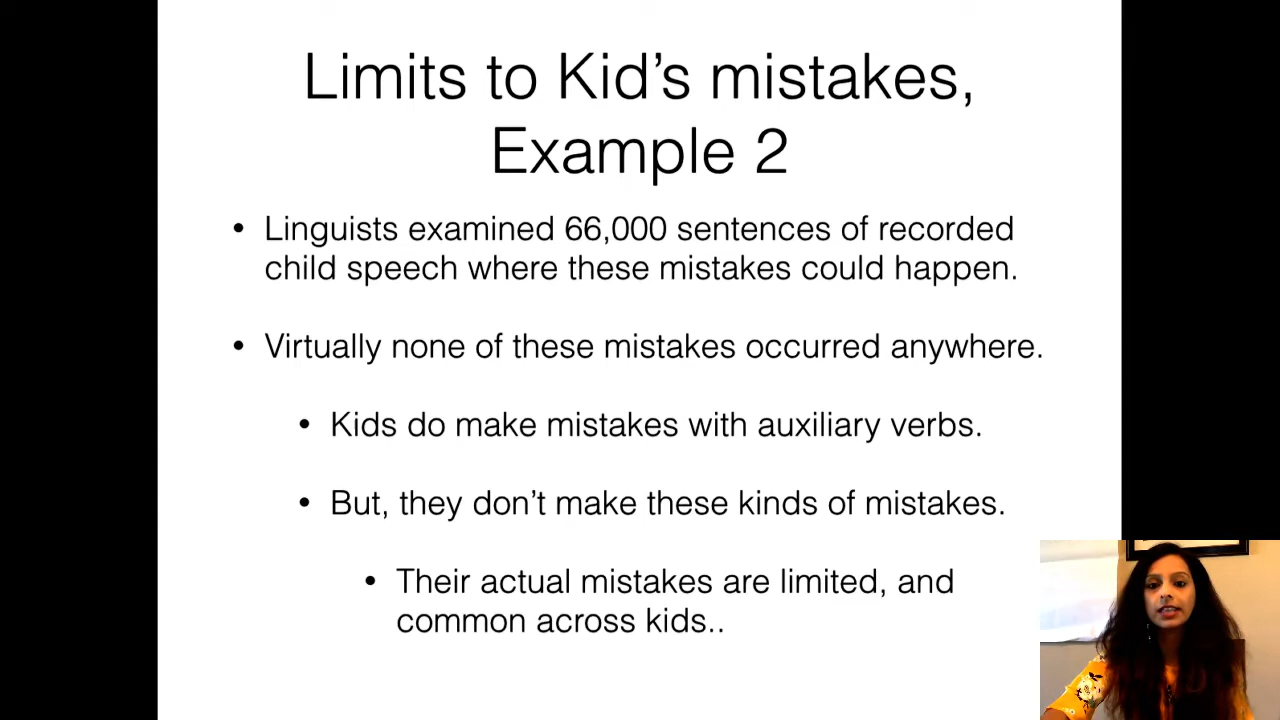 Limits to Kid’s mistakes,
Example 2
• Linguists examined 66,000 sentences of recorded
child speech where these mistakes could happen.
• Virtually none of these mistakes occurred anywhere.
• Kids do make mistakes with auxiliary verbs.
• But, they don’t make these kinds of mistakes.
• Their actual mistakes are limited, and
common across kids..